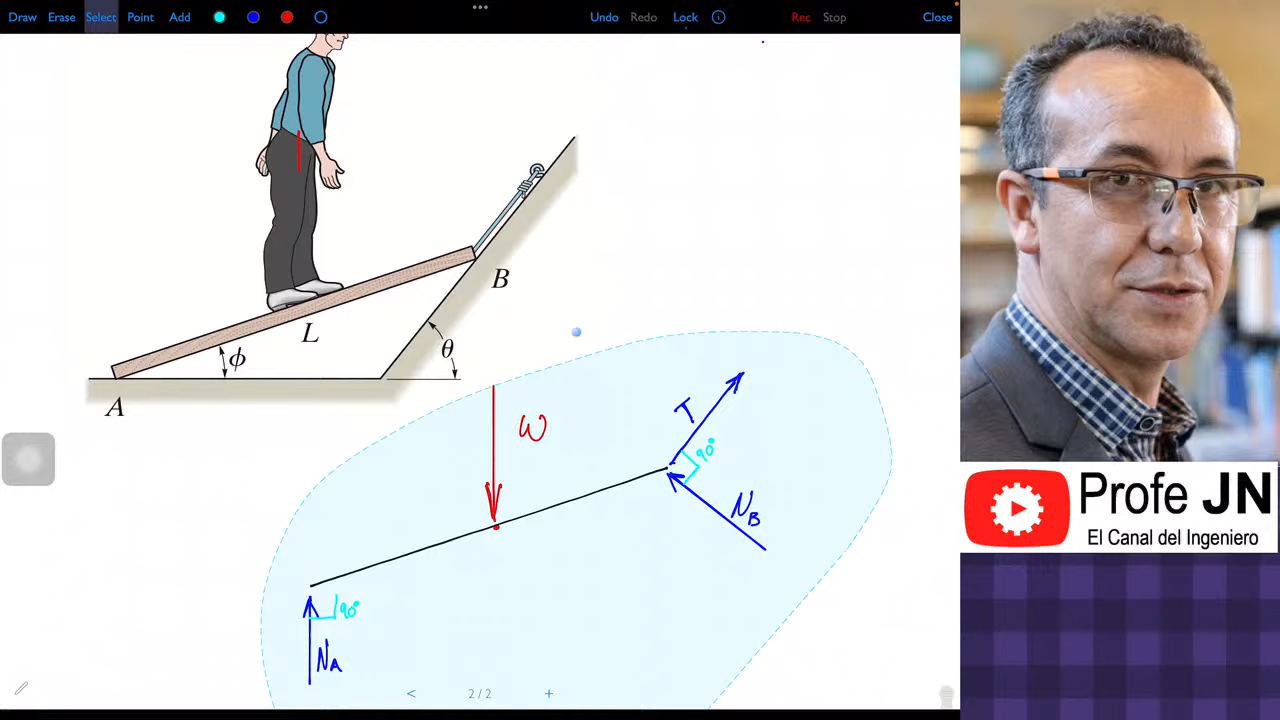 Draw Erase Select Point Add Undo Redo Lock i Rec Stop Close
B
L
ϕ
θ
A
W
T
90°
N_B
90°
N_A
< 2 / 2 +
Profe JN
El Canal del Ingeniero